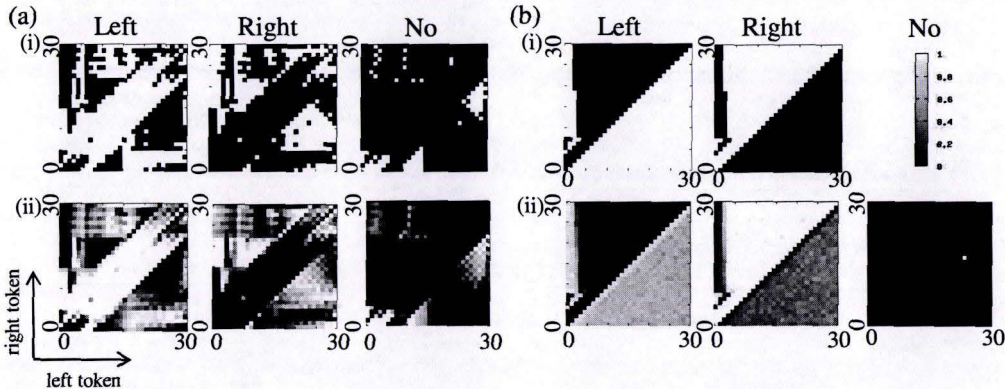 (a) Left Right No (b) Left Right No
(i) 30 (i) 30
1
0.8
0.6
0.4
0.2
0
0 0
0 30 0 30
(ii) 30 (ii) 30 30
right token
0 0 0
0 30 0 30 0 30 0 30 0 30 0 30
left token